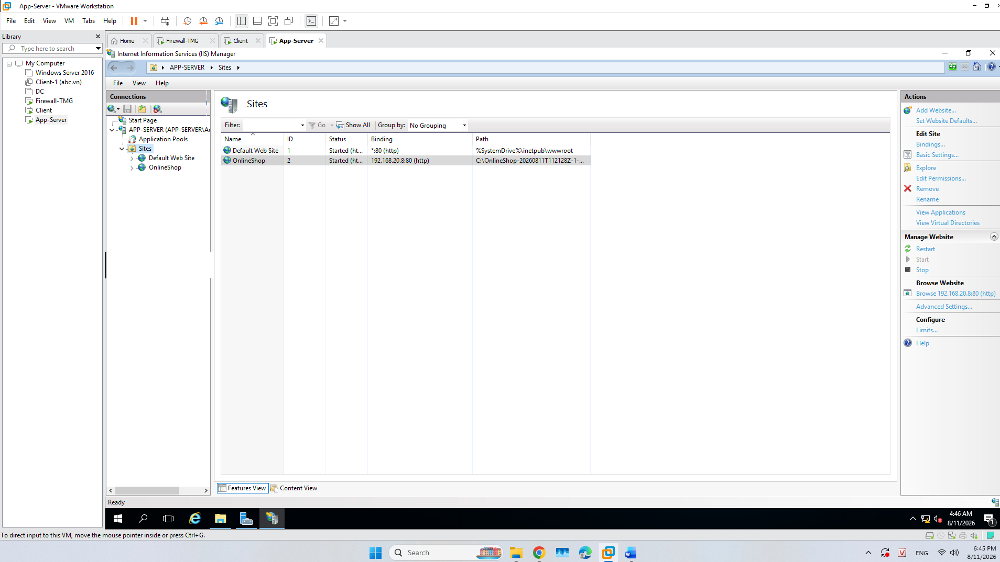 App-Server - VMware Workstation
File Edit View VM Tabs Help
Library
Type here to search
My Computer
Windows Server 2016
Client-1 (abc.vn)
DC
Firewall-TMG
Client
App-Server
Home Firewall-TMG Client App-Server
Internet Information Services (IIS) Manager
APP-SERVER Sites
File View Help
Connections
Start Page
APP-SERVER (APP-SERVER\Ac
Application Pools
Sites
Default Web Site
OnlineShop
Sites
Filter: Go Show All Group by: No Grouping
Name ID Status Binding Path
Default Web Site 1 Started (ht... *:80 (http) %SystemDrive%\inetpub\wwwroot
OnlineShop 2 Started (ht... 192.168.20.8:80 (http) C:\OnlineShop-20260811T112128Z-1-...
Features View Content View
Actions
Add Website...
Set Website Defaults...
Edit Site
Bindings...
Basic Settings...
Explore
Edit Permissions...
Remove
Rename
View Applications
View Virtual Directories
Manage Website
Restart
Start
Stop
Browse Website
Browse 192.168.20.8:80 (http)
Advanced Settings...
Configure
Limits...
Help
Ready
4:46 AM
8/11/2026
1
To direct input to this VM, move the mouse pointer inside or press Ctrl+G.
Search
ENG
6:45 PM
8/11/2026